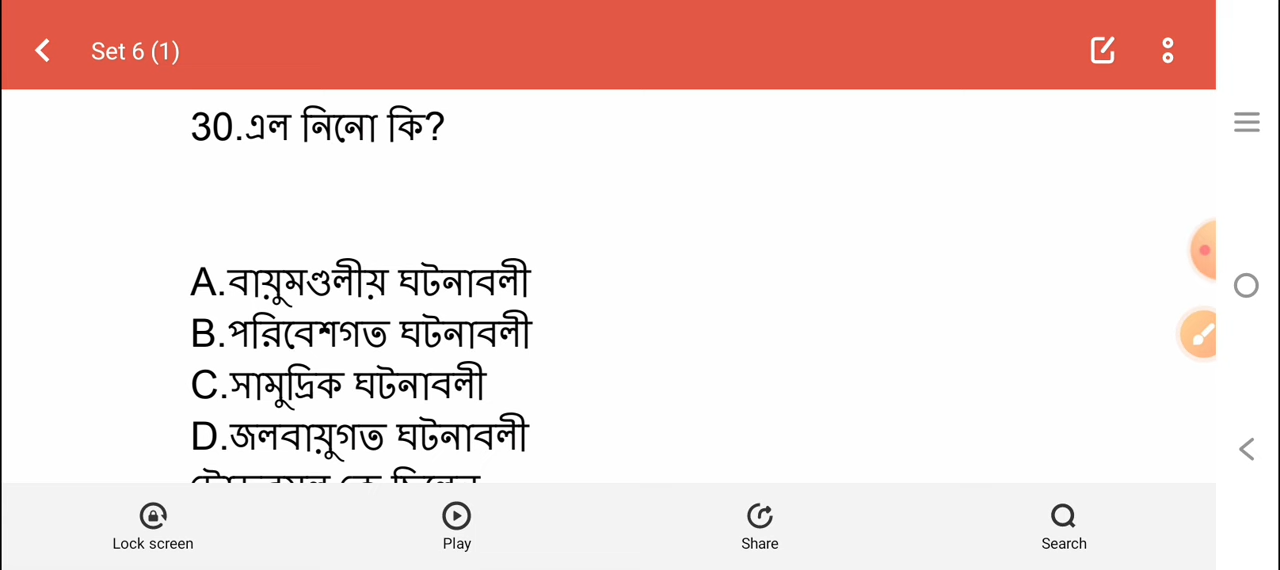 Set 6 (1)
30.এল নিনো কি?
A.বায়ুমণ্ডলীয় ঘটনাবলী
B.পরিবেশগত ঘটনাবলী
C.সামুদ্রিক ঘটনাবলী
D.জলবায়ুগত ঘটনাবলী
Lock screen
Play
Share
Search